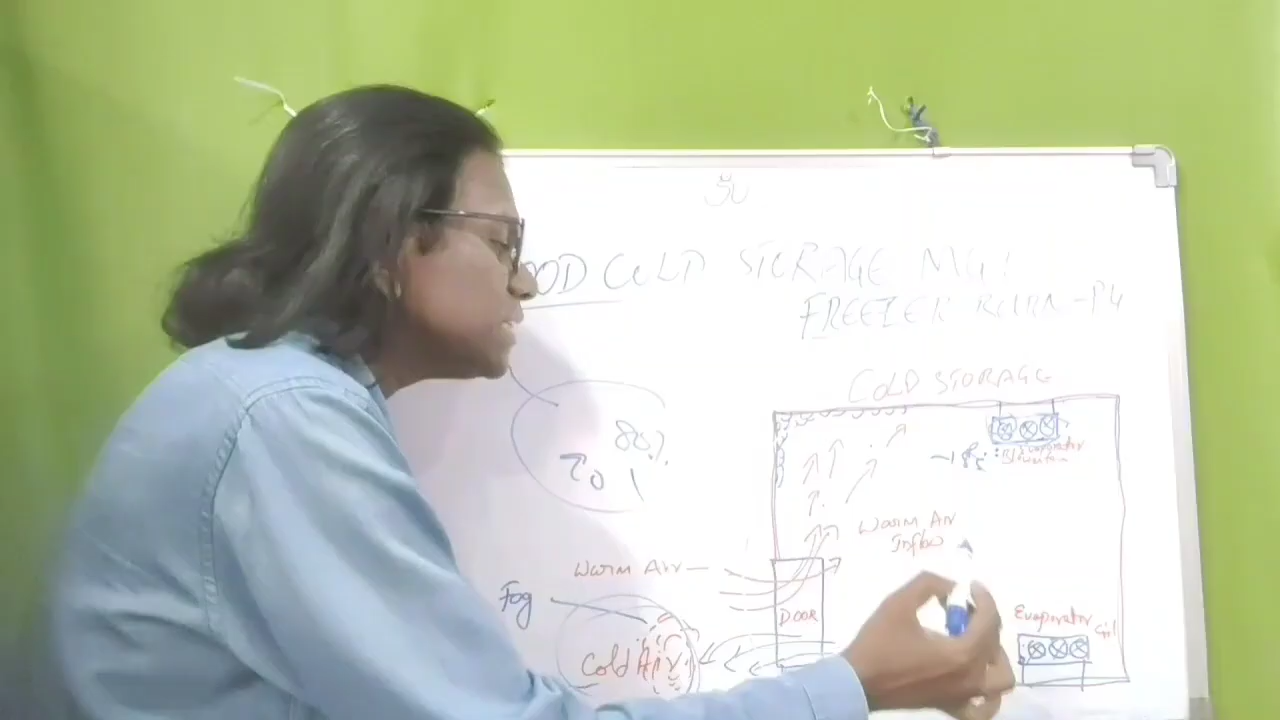 ॐ
OOD COLD STORAGE MGT
FREEZER ROOM - P4
COLD STORAGE
80%
-18°C :
Evaporator
Warm Air
Inflow
Warm Air
Fog
DOOR
Cold Air
Evaporator
Coil